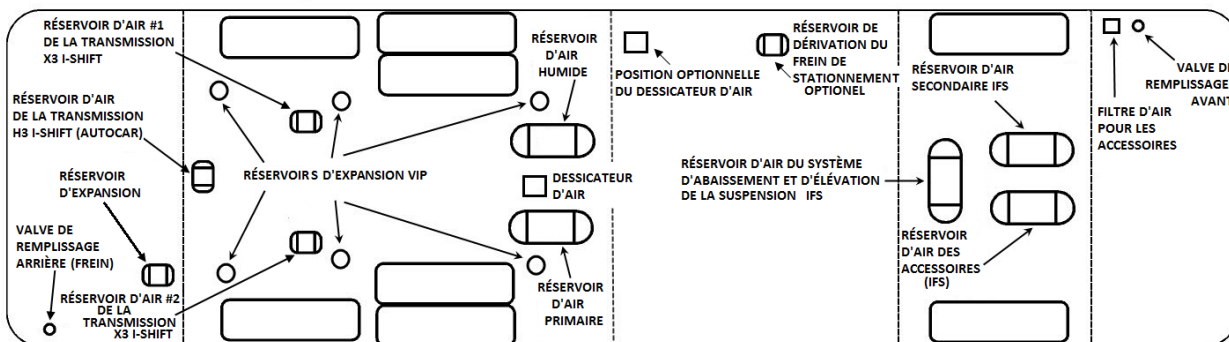 RÉSERVOIR D'AIR #1
DE LA TRANSMISSION
X3 I-SHIFT
RÉSERVOIR D'AIR
DE LA TRANSMISSION
H3 I-SHIFT (AUTOCAR)
RÉSERVOIR
D'EXPANSION
VALVE DE
REMPLISSAGE
ARRIÈRE (FREIN)
RÉSERVOIR D'AIR #2
DE LA
TRANSMISSION
X3 I-SHIFT
RÉSERVOIRS D'EXPANSION VIP
RÉSERVOIR
D'AIR
HUMIDE
DESSICATEUR
D'AIR
RÉSERVOIR
D'AIR
PRIMAIRE
POSITION OPTIONNELLE
DU DESSICATEUR D'AIR
RÉSERVOIR DE
DÉRIVATION DU
FREIN DE
STATIONNEMENT
OPTIONEL
RÉSERVOIR D'AIR DU SYSTÈME
D'ABAISSEMENT ET D'ÉLÉVATION
DE LA SUSPENSION IFS
RÉSERVOIR D'AIR
SECONDAIRE IFS
RÉSERVOIR
D'AIR DES
ACCESSOIRES
(IFS)
FILTRE D'AIR
POUR LES
ACCESSOIRES
VALVE DE
REMPLISSAGE
AVANT